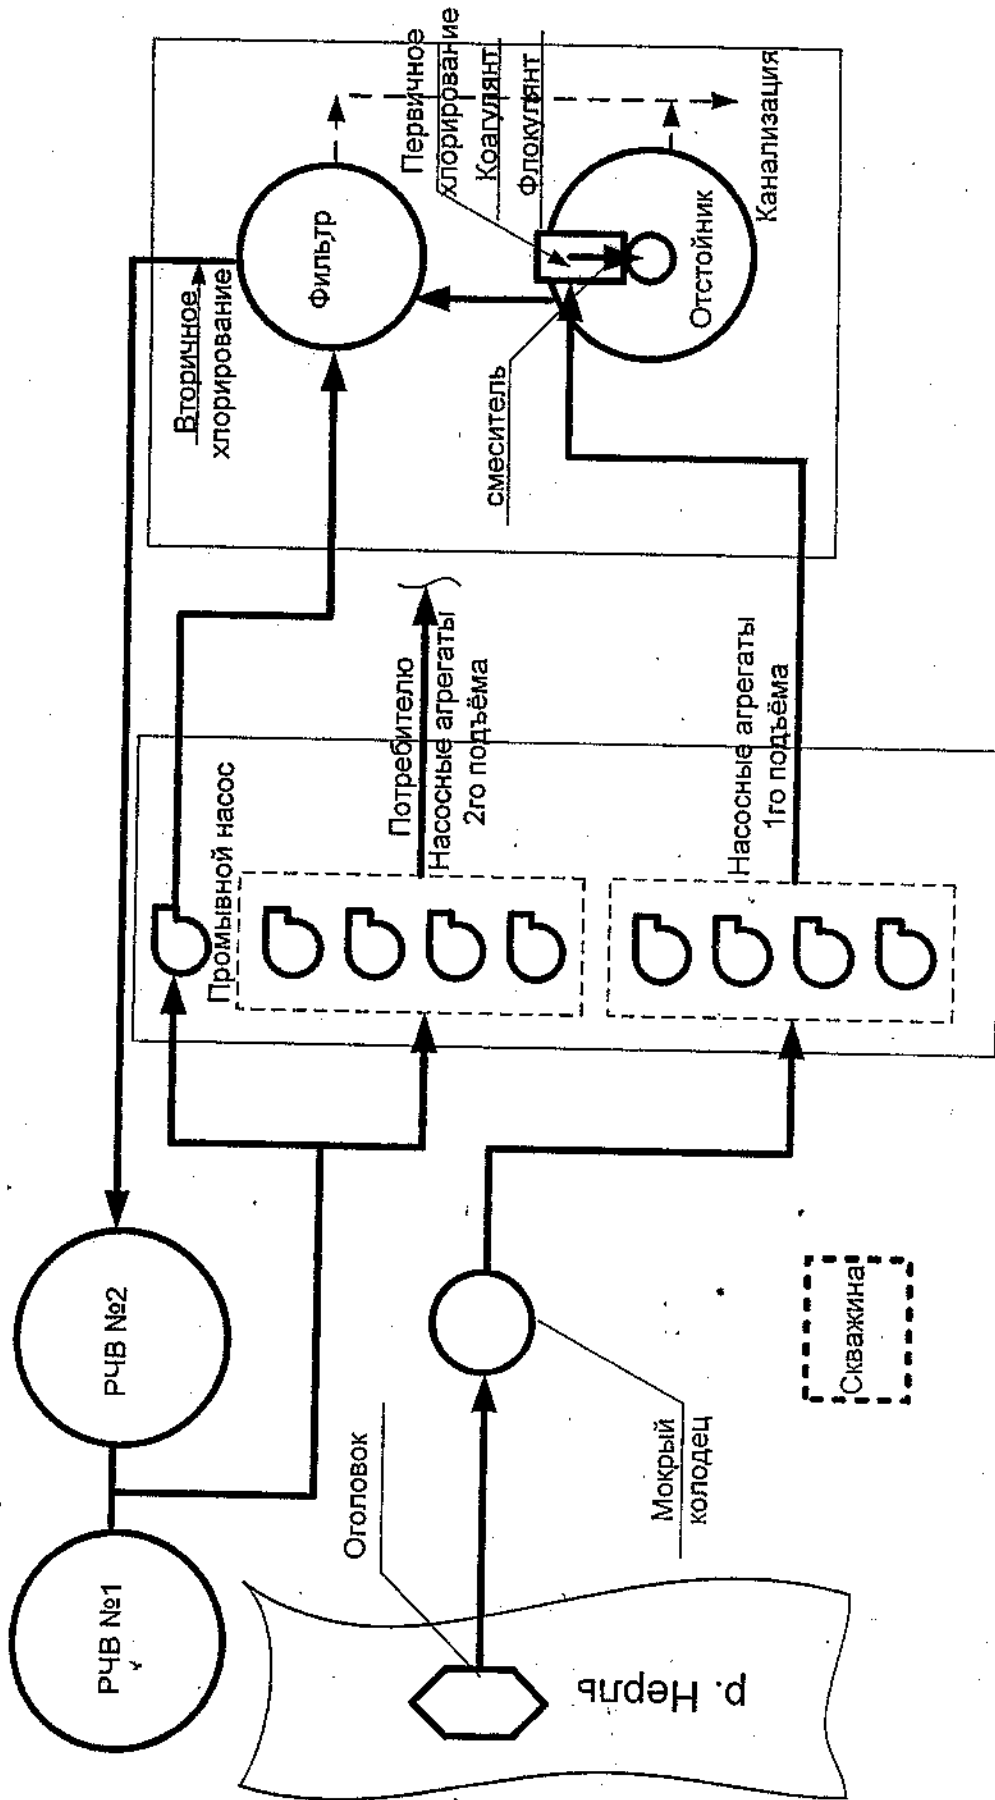 РЧВ №1
РЧВ №2
Вторичное
хлорирование
Фильтр
Первичное
хлорирование
Коагулянт
Флокулянт
Промывной насос
Потребителю
Насосные агрегаты
2го подъёма
смеситель
Отстойник
Канализация
Оголовок
Насосные агрегаты
1го подъёма
Мокрый
колодец
р. Нерль
Скважина